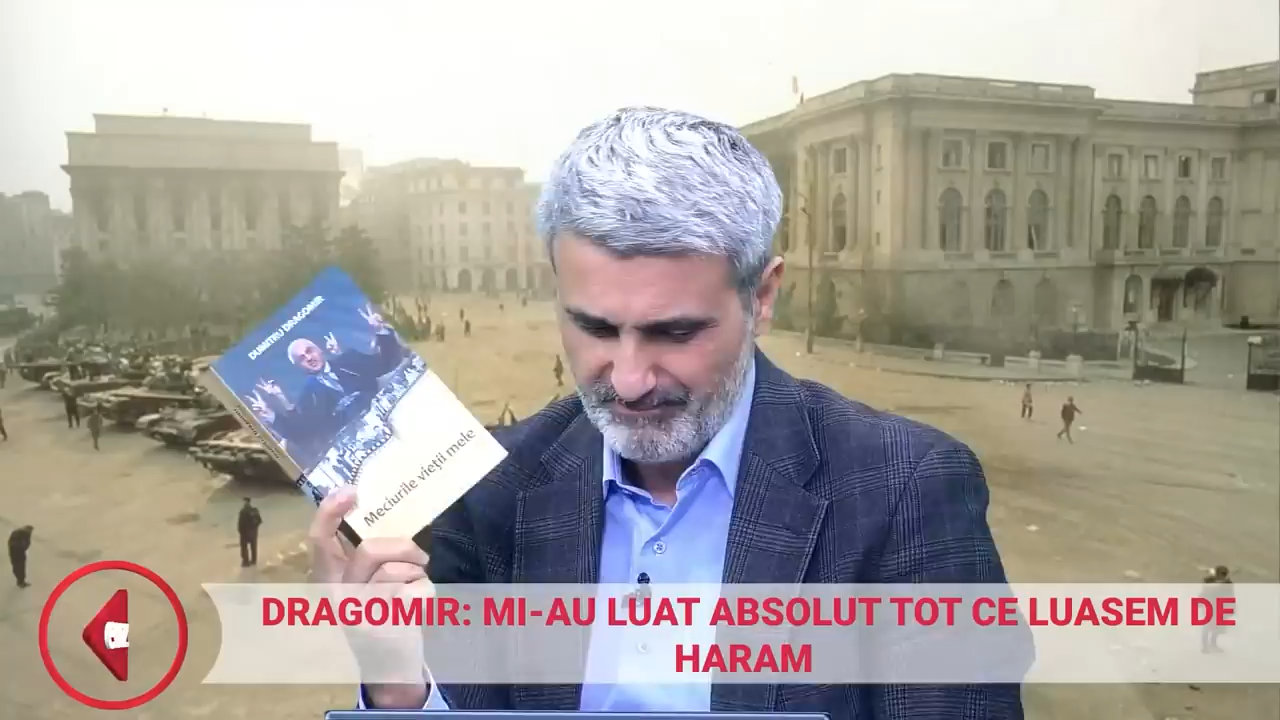 DUMITRU DRAGOMIR
Meciurile vieții mele
DRAGOMIR: MI-AU LUAT ABSOLUT TOT CE LUASEM DE
HARAM